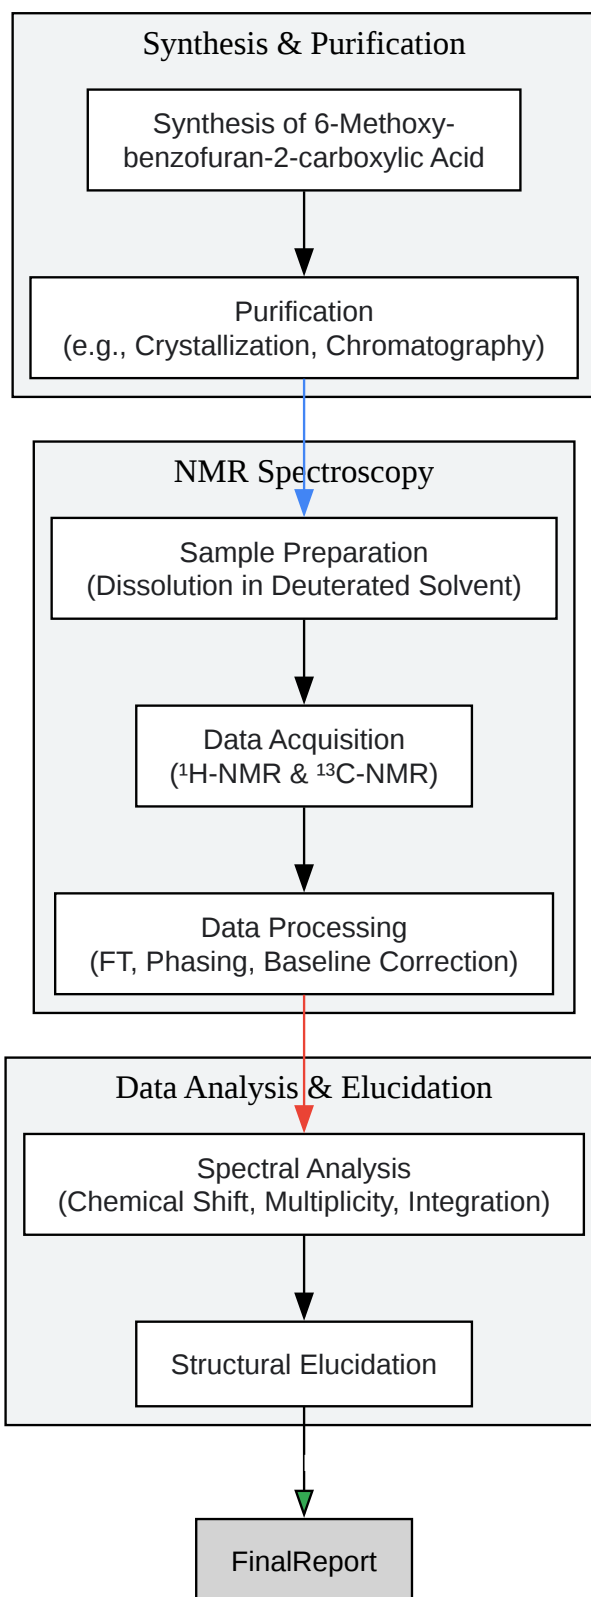 Synthesis & Purification
Synthesis of 6-Methoxy-
benzofuran-2-carboxylic Acid
Purification
(e.g., Crystallization, Chromatography)
NMR Spectroscopy
Sample Preparation
(Dissolution in Deuterated Solvent)
Data Acquisition
(¹H-NMR & ¹³C-NMR)
Data Processing
(FT, Phasing, Baseline Correction)
Data Analysis & Elucidation
Spectral Analysis
(Chemical Shift, Multiplicity, Integration)
Structural Elucidation
FinalReport